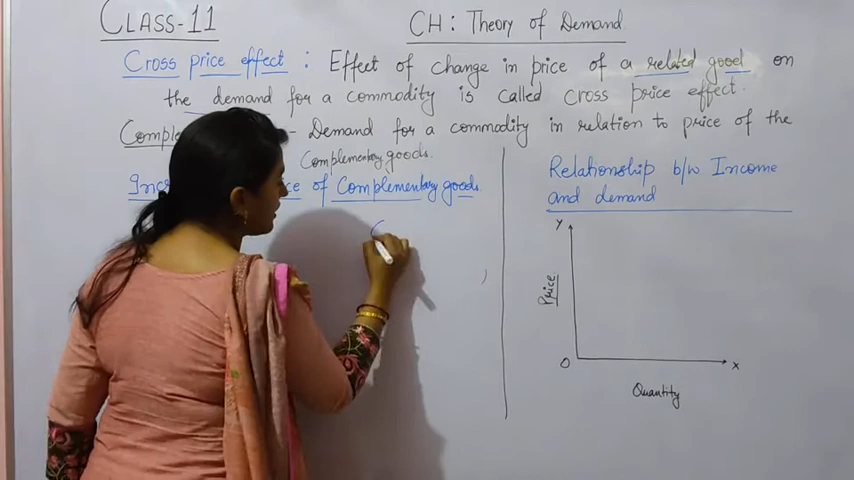 CLASS-11
CH: Theory of Demand
Cross price effect : Effect of change in price of a related good on
the demand for a commodity is called cross price effect.
- Demand for a commodity in relation to price of the
Complementary goods.
of Complementary goods.
Relationship b/w Income
and demand
Y
Price
O
X
Quantity